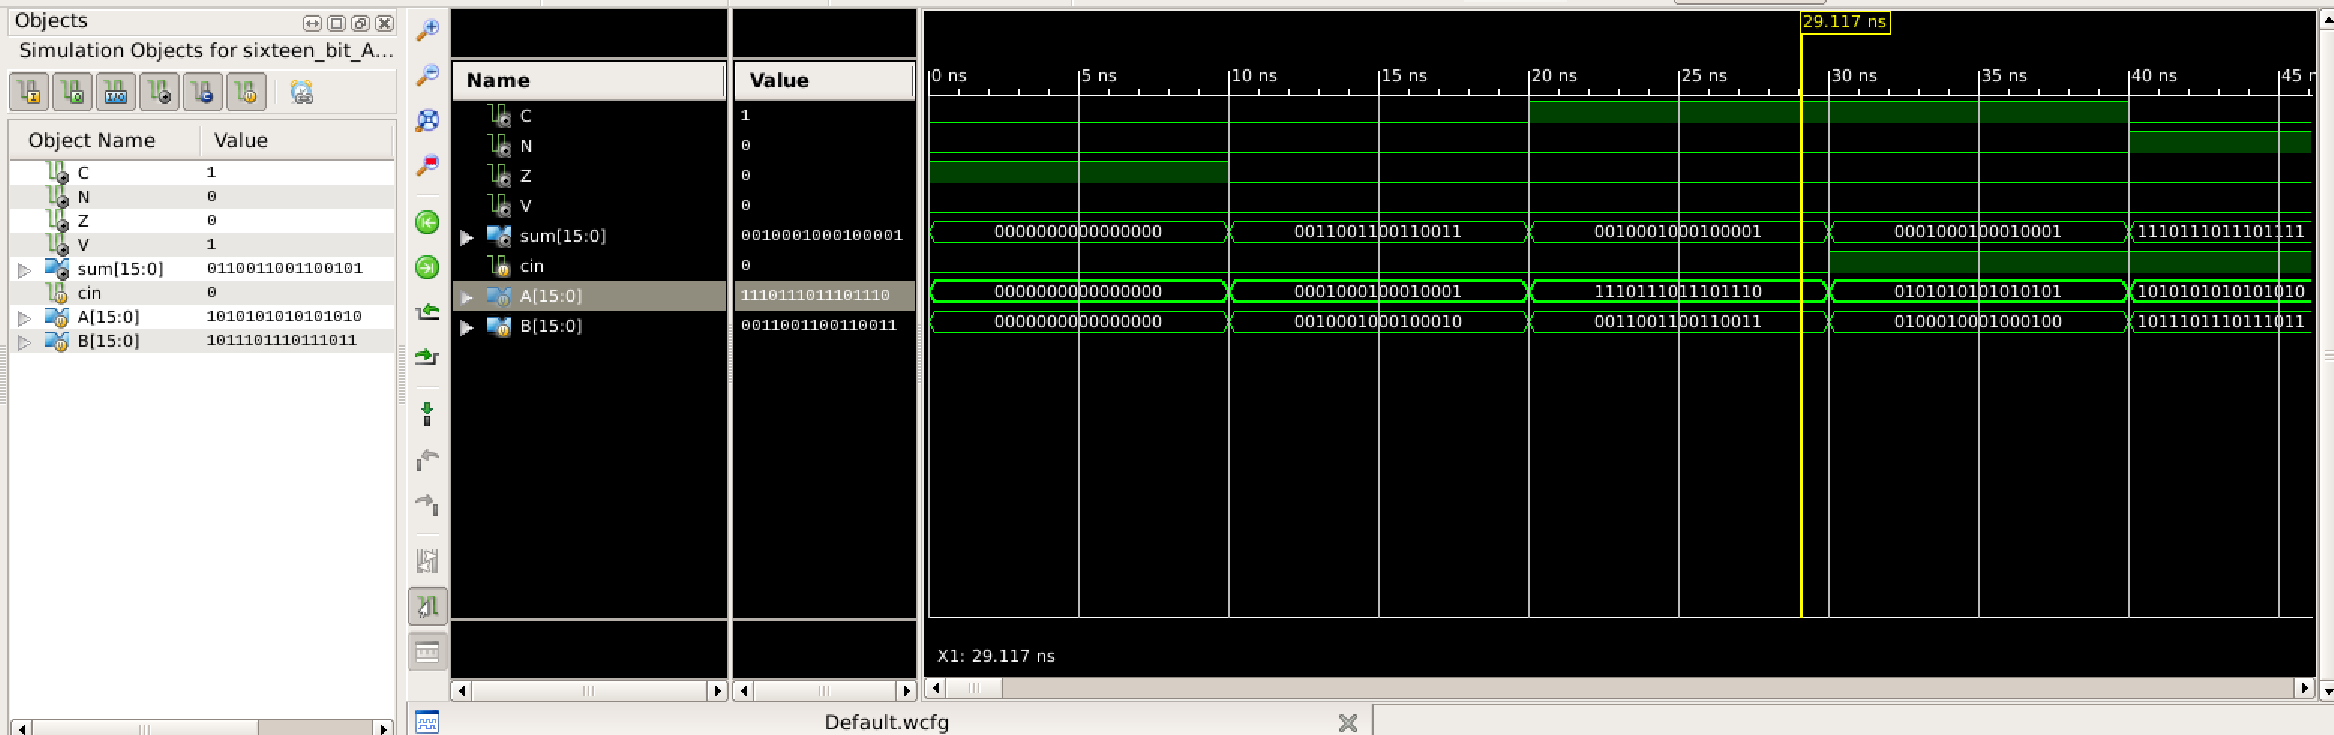 Objects
Simulation Objects for sixteen_bit_A...
Object Name Value
C 1
N 0
Z 0
V 1
sum[15:0] 0110011001100101
cin 0
A[15:0] 1010101010101010
B[15:0] 1011101110111011
Name Value
C 1
N 0
Z 0
V 0
sum[15:0] 0010001000100001
cin 0
A[15:0] 1110111011101110
B[15:0] 0011001100110011
29.117 ns
0 ns 5 ns 10 ns 15 ns 20 ns 25 ns 30 ns 35 ns 40 ns 45 n
0000000000000000 0011001100110011 0010001000100001 0001000100010001 1110111011101111
0000000000000000 0001000100010001 1110111011101110 0101010101010101 1010101010101010
0000000000000000 0010001000100010 0011001100110011 0100010001000100 1011101110111011
X1: 29.117 ns
Default.wcfg